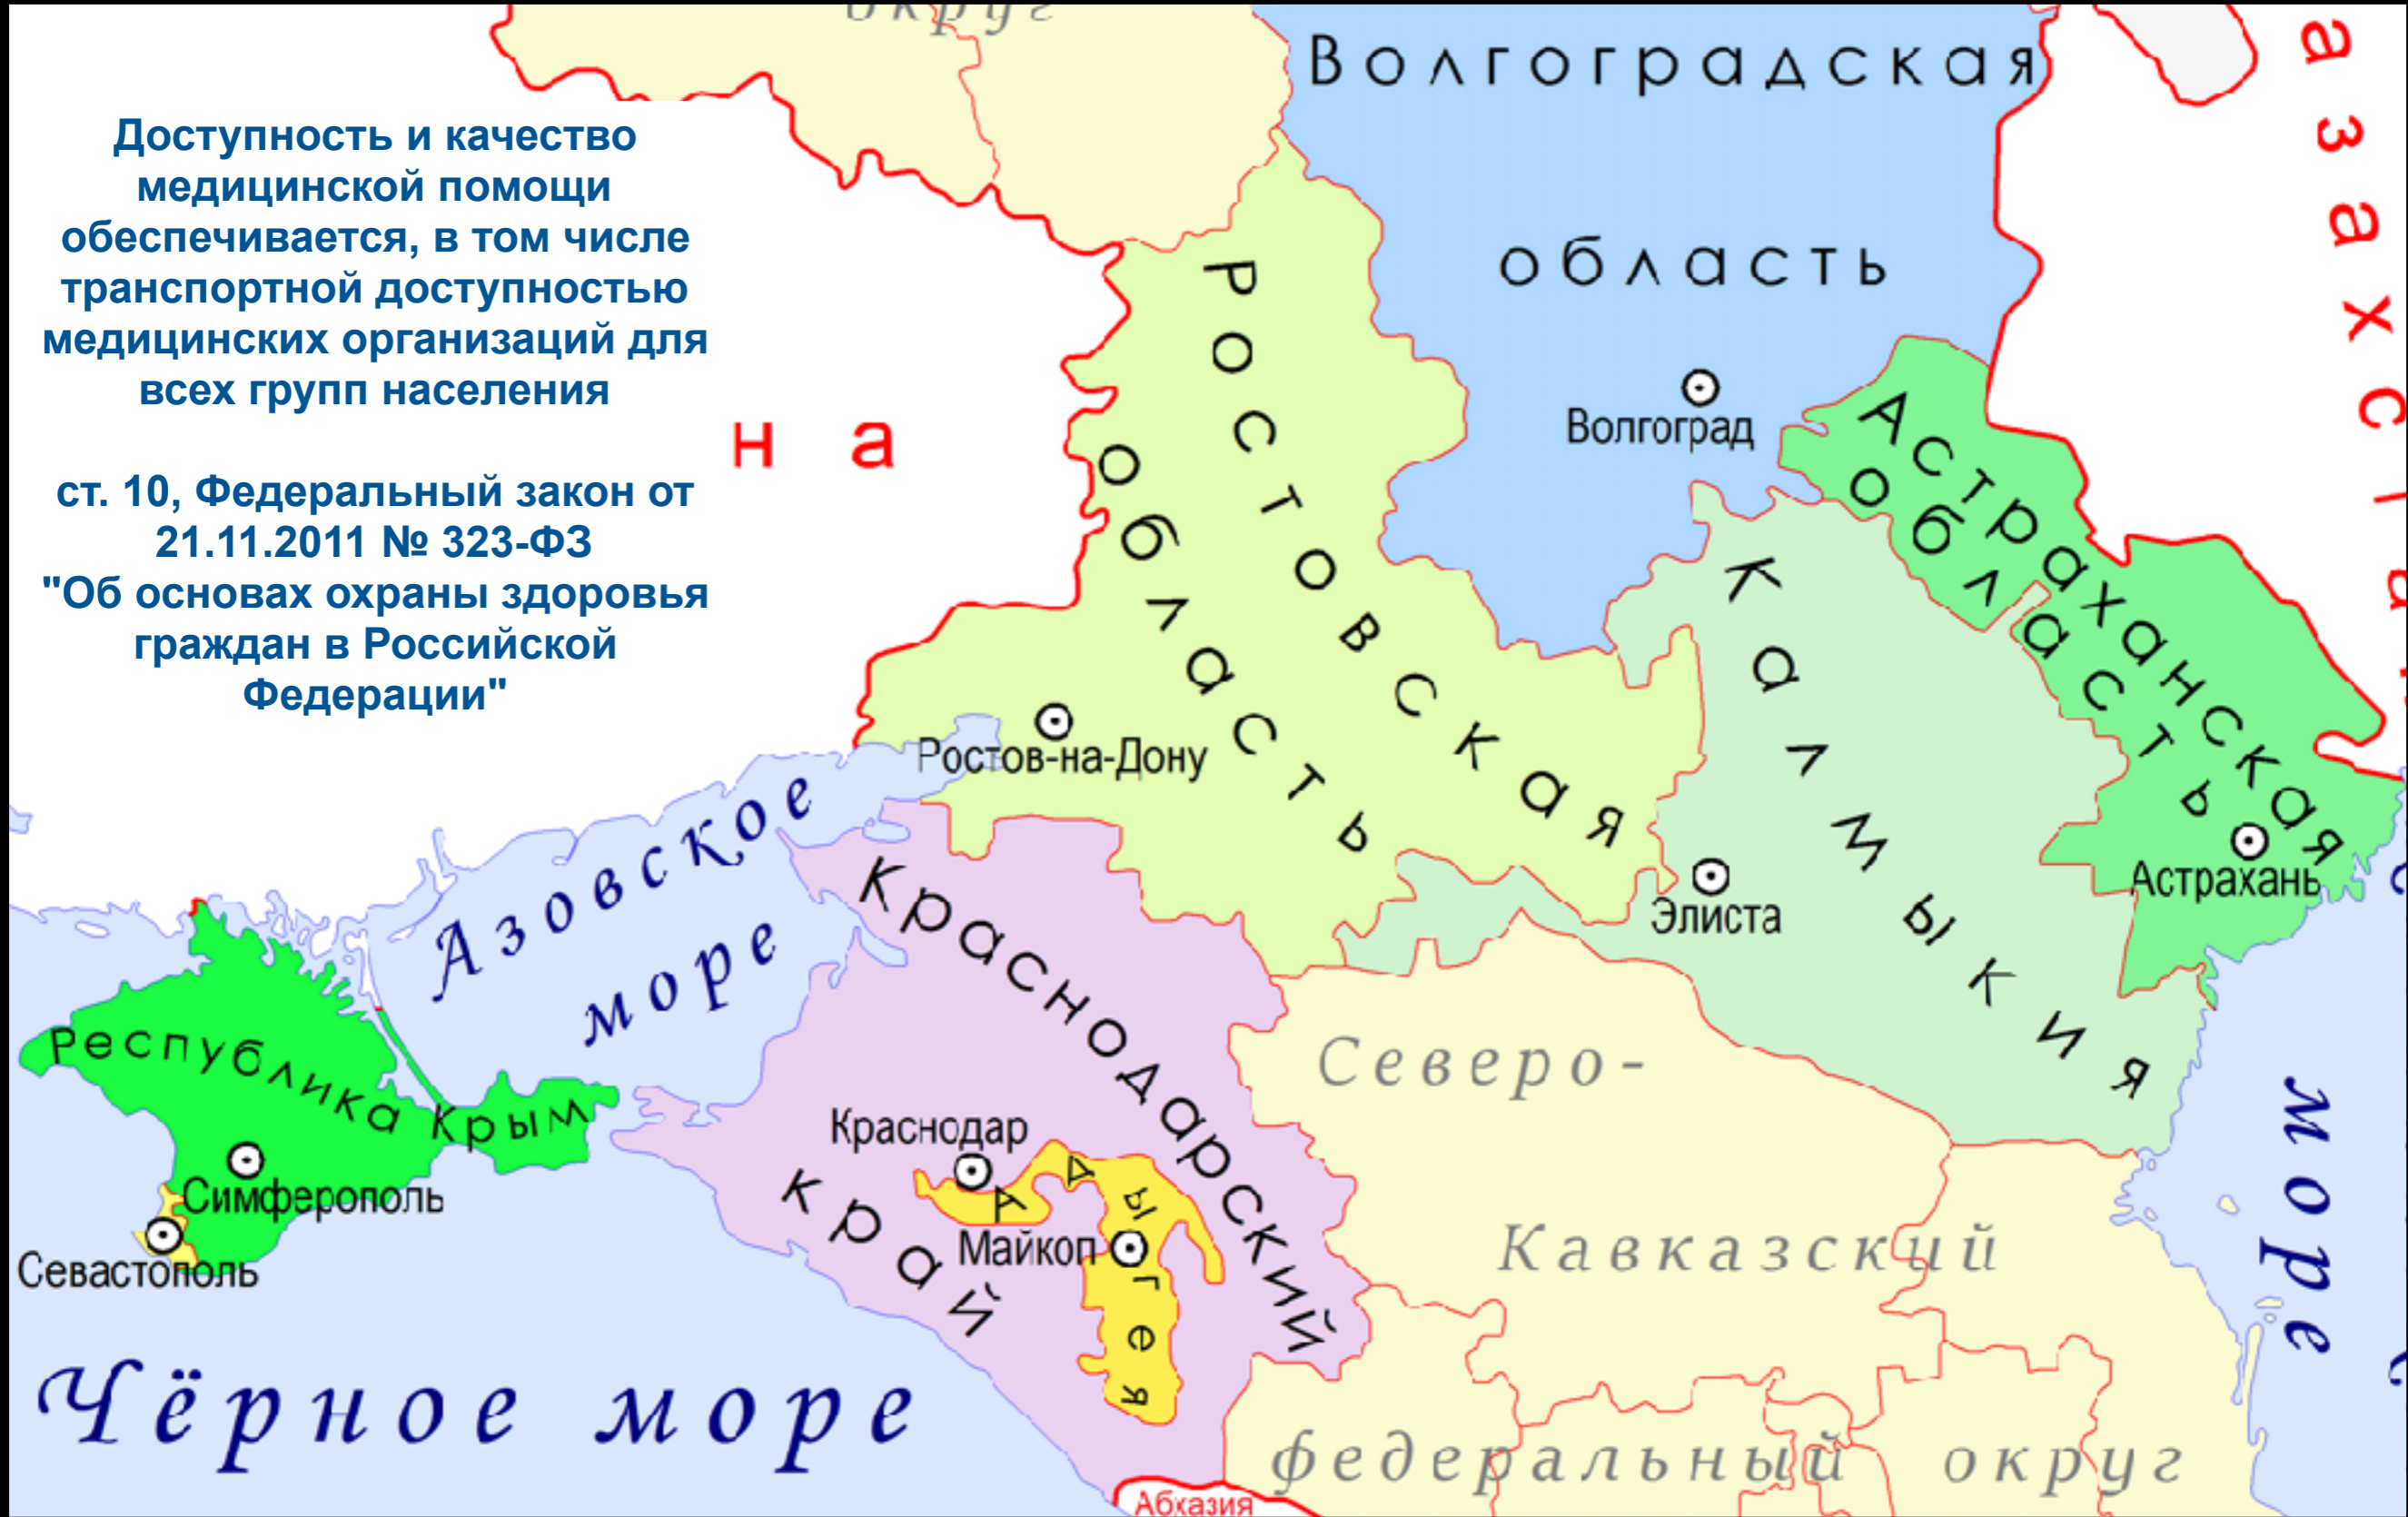 округ
Волгоградская
область
Доступность и качество
медицинской помощи
обеспечивается, в том числе
транспортной доступностью
медицинских организаций для
всех групп населения
ст. 10, Федеральный закон от
21.11.2011 № 323-ФЗ
"Об основах охраны здоровья
граждан в Российской
Федерации"
на
Ростовская
область
Волгоград
Астраханская
область
Калмыкия
Ростов-на-Дону
Азовское
море
Элиста
Астрахань
Краснодарский
край
Республика Крым
Симферополь
Севастополь
Краснодар
Адыгея
Майкоп
Северо-
Кавказский
федеральный округ
море
Чёрное море
Абхазия